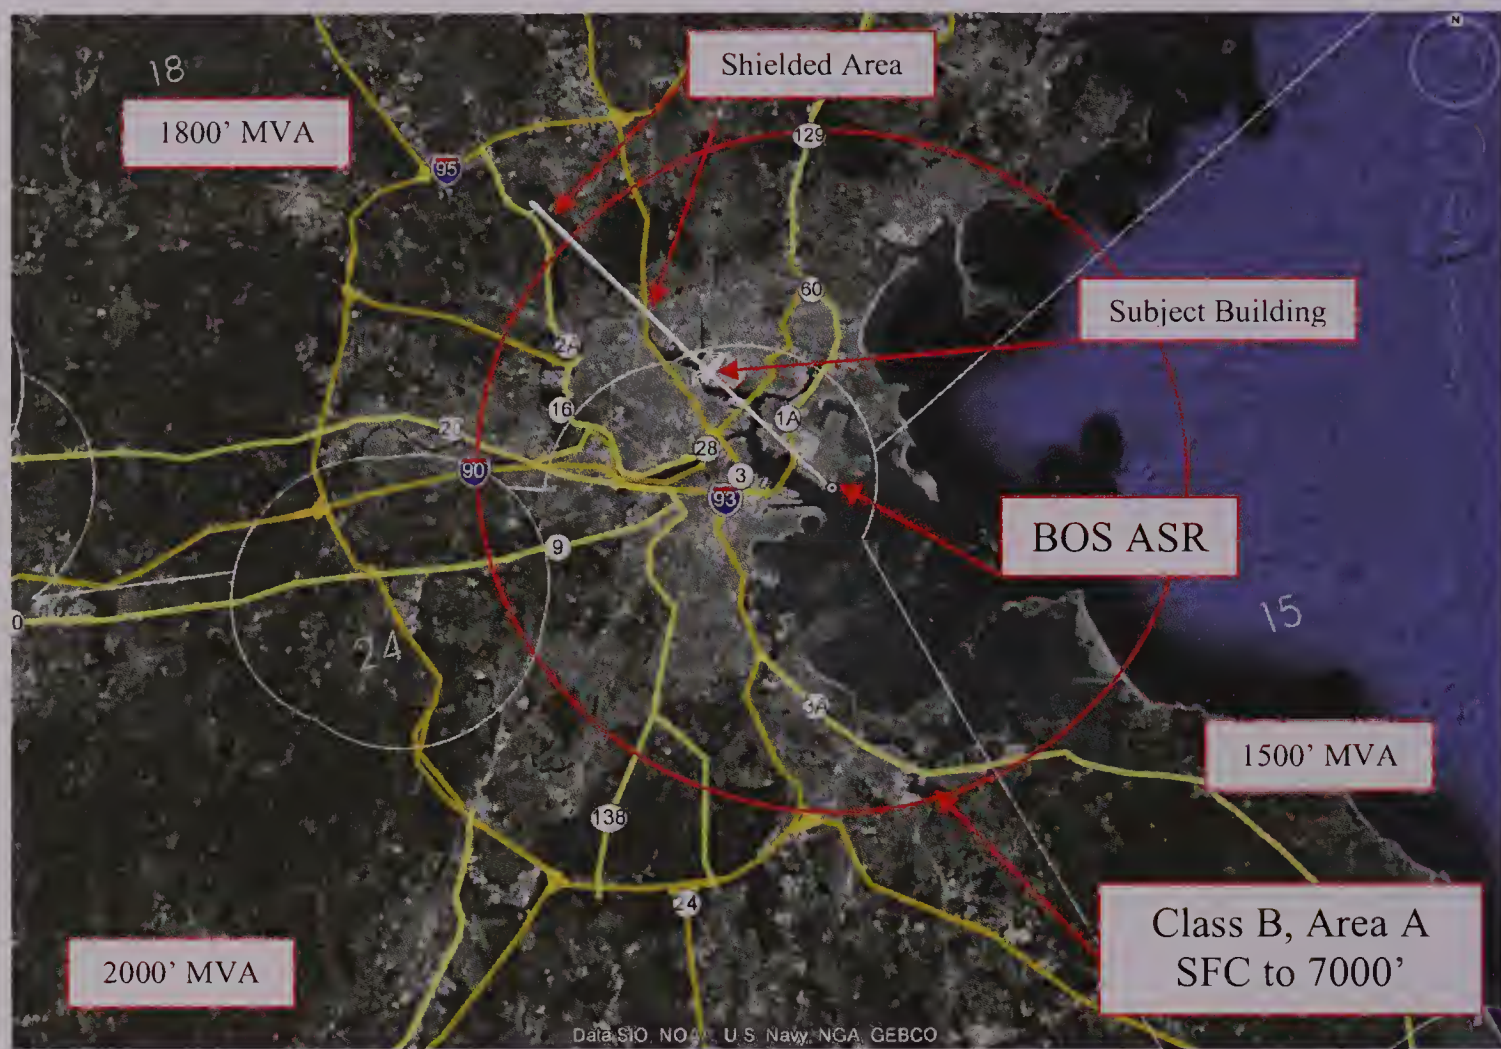 N
Shielded Area
18
1800' MVA
129
95
60
Subject Building
2A
16
1A
20
28
90
3
93
BOS ASR
9
15
0
24
3A
1500' MVA
138
24
Class B, Area A
SFC to 7000'
2000' MVA
Data SIO, NOAA, U.S. Navy, NGA, GEBCO